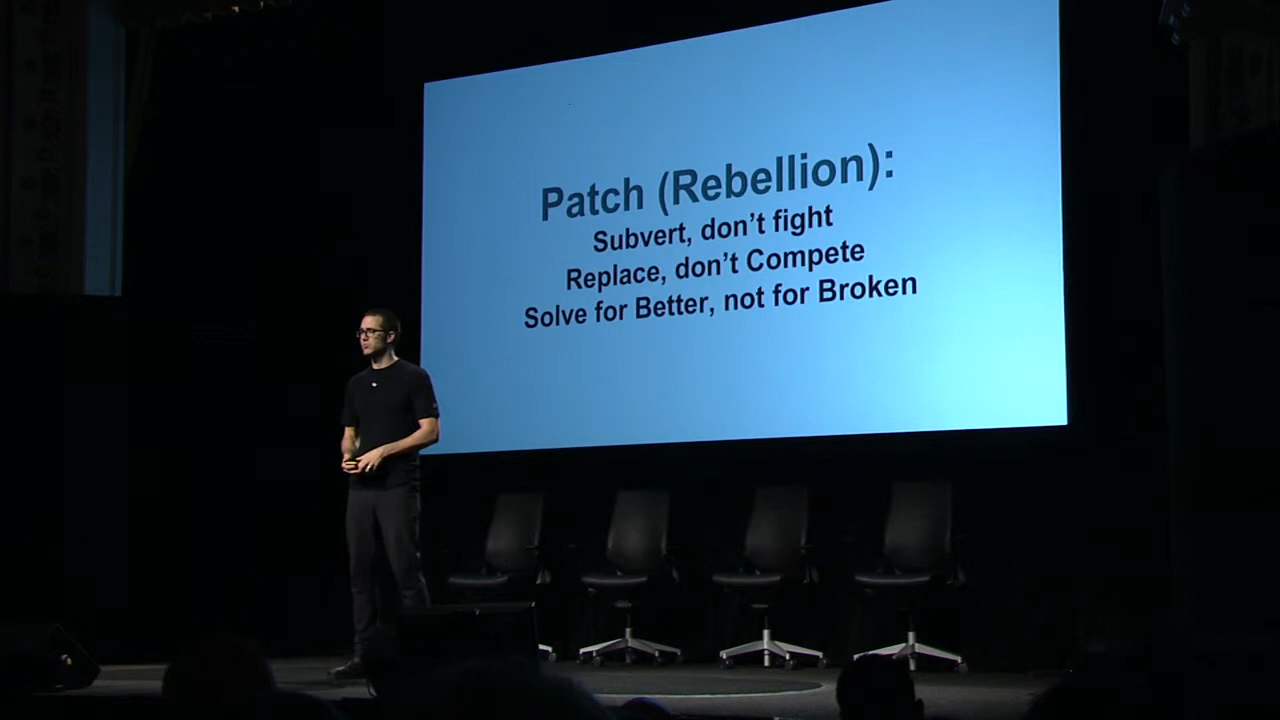 Patch (Rebellion):
Subvert, don’t fight
Replace, don’t Compete
Solve for Better, not for Broken